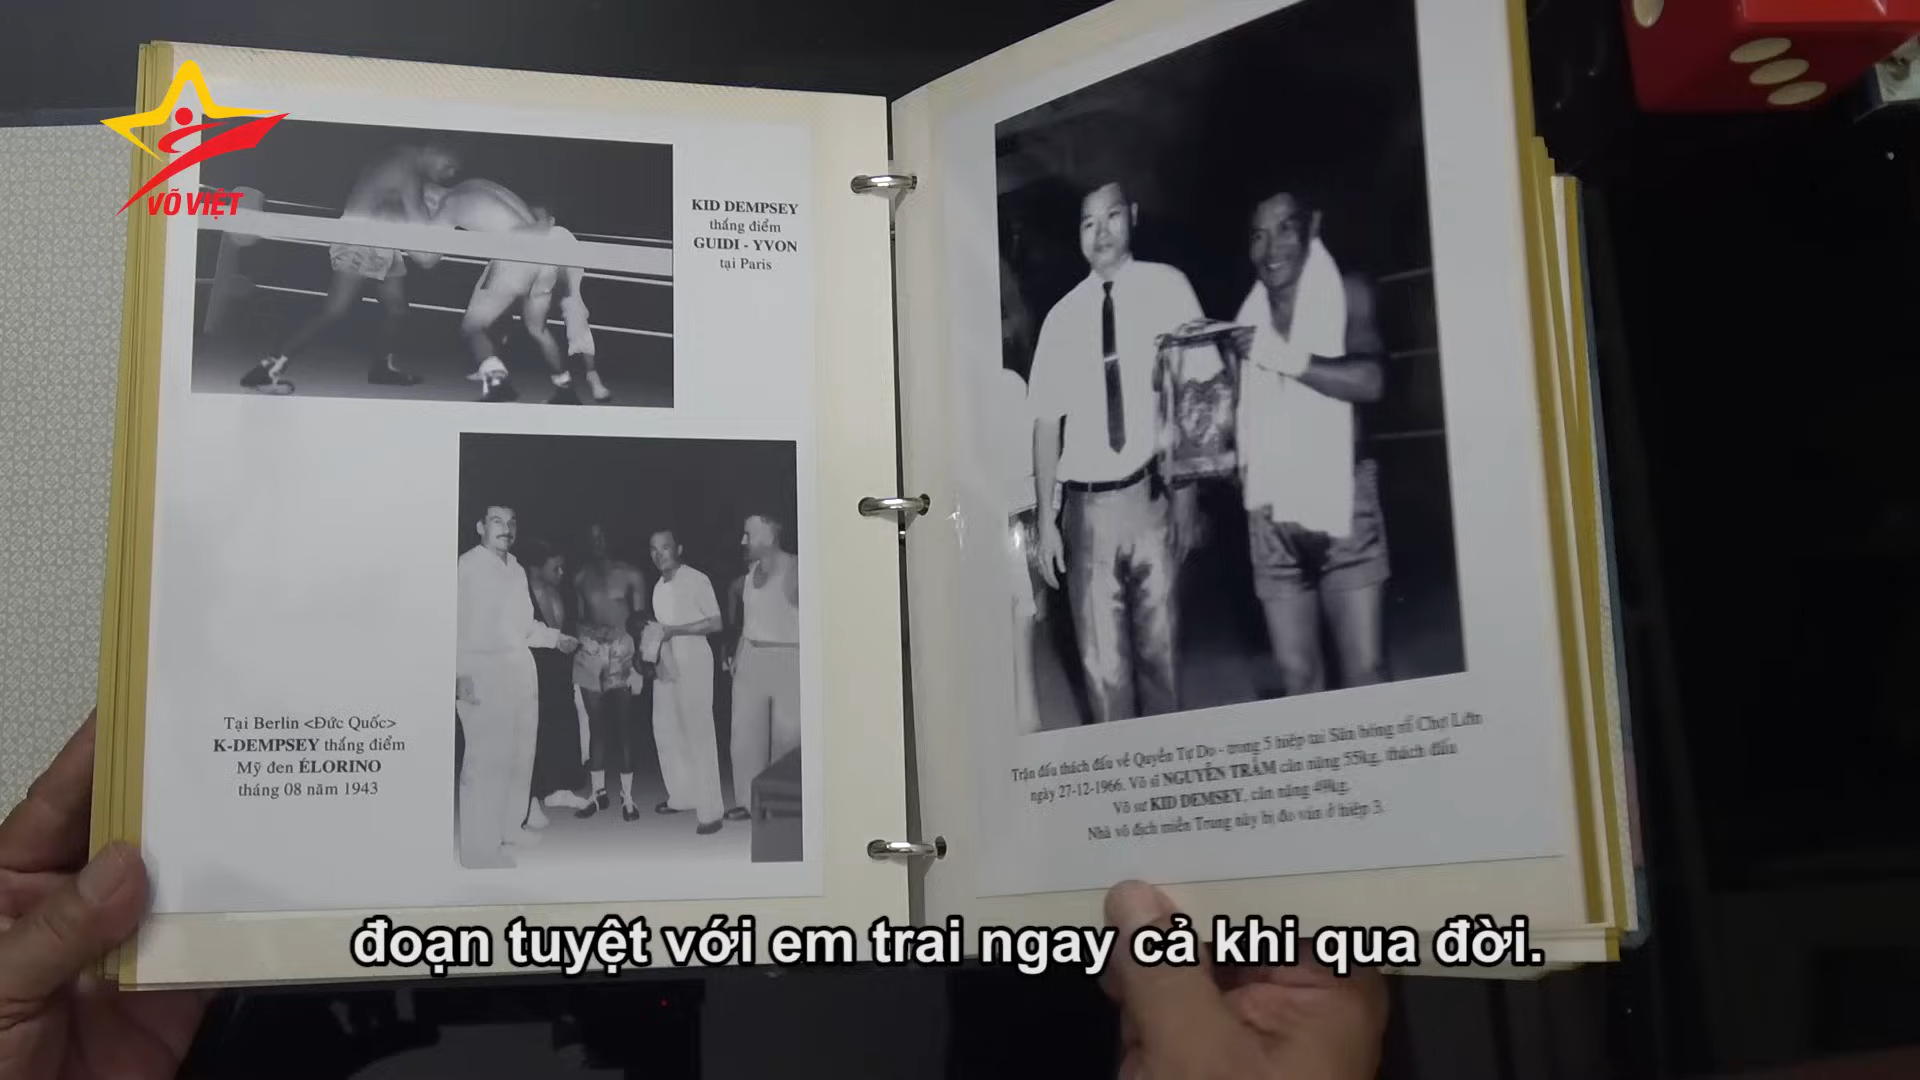 VÕ VIỆT
KID DEMPSEY
thắng điểm
GUIDI - YVON
tại Paris
Tại Berlin <Đức Quốc>
K-DEMPSEY thắng điểm
Mỹ đen ÉLORINO
tháng 08 năm 1943
Trận đấu thách đấu về Quyền Tự Do - trong 5 hiệp tại Sân bóng rổ Chợ Lớn
ngày 27-12-1966. Võ sĩ NGUYỄN TRẮM cân nặng 55kg, thách đấu
Võ sư KID DEMSEY, cân nặng 49kg.
Nhà vô địch miền Trung này bị đo ván ở hiệp 3.
đoạn tuyệt với em trai ngay cả khi qua đời.